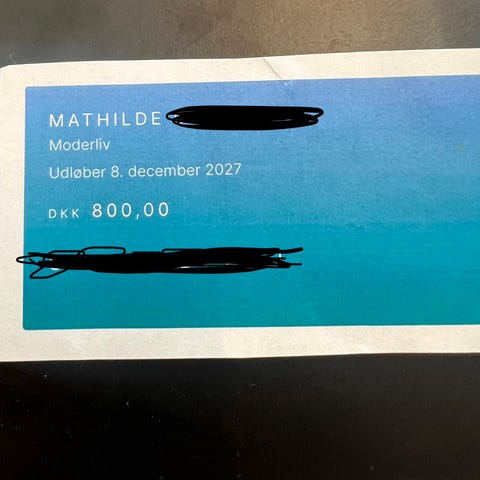 MATHILDE
Moderliv
Udløber 8. december 2027
DKK 800,00